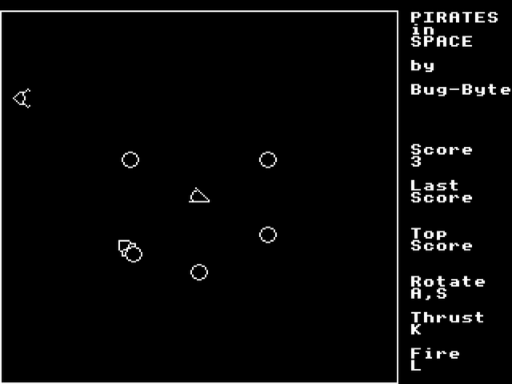 PIRATES
in
SPACE
by
Bug-Byte
Score
3
Last
Score
Top
Score
Rotate
A,S
Thrust
K
Fire
L